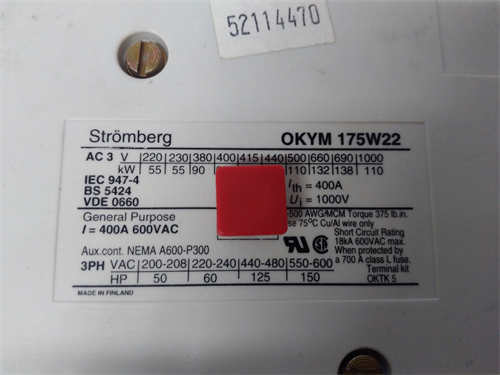 52114470
Strömberg OKYM 175W22
AC 3 V 220 230 380 400 415 440 500 660 690 1000
kW 55 55 90 110 132 138 110
IEC 947-4
BS 5424
VDE 0660
Ith = 400A
Ui = 1000V
General Purpose
I = 400A 600VAC
-500 AWG/MCM Torque 375 lb.in.
75°C Cu/Al wire only
Short Circuit Rating
18kA 600VAC max.
When protected by
a 700 A class L fuse.
Terminal kit
OKTK 5
Aux.cont. NEMA A600-P300
3PH VAC 200-208 220-240 440-480 550-600
HP 50 60 125 150
MADE IN FINLAND